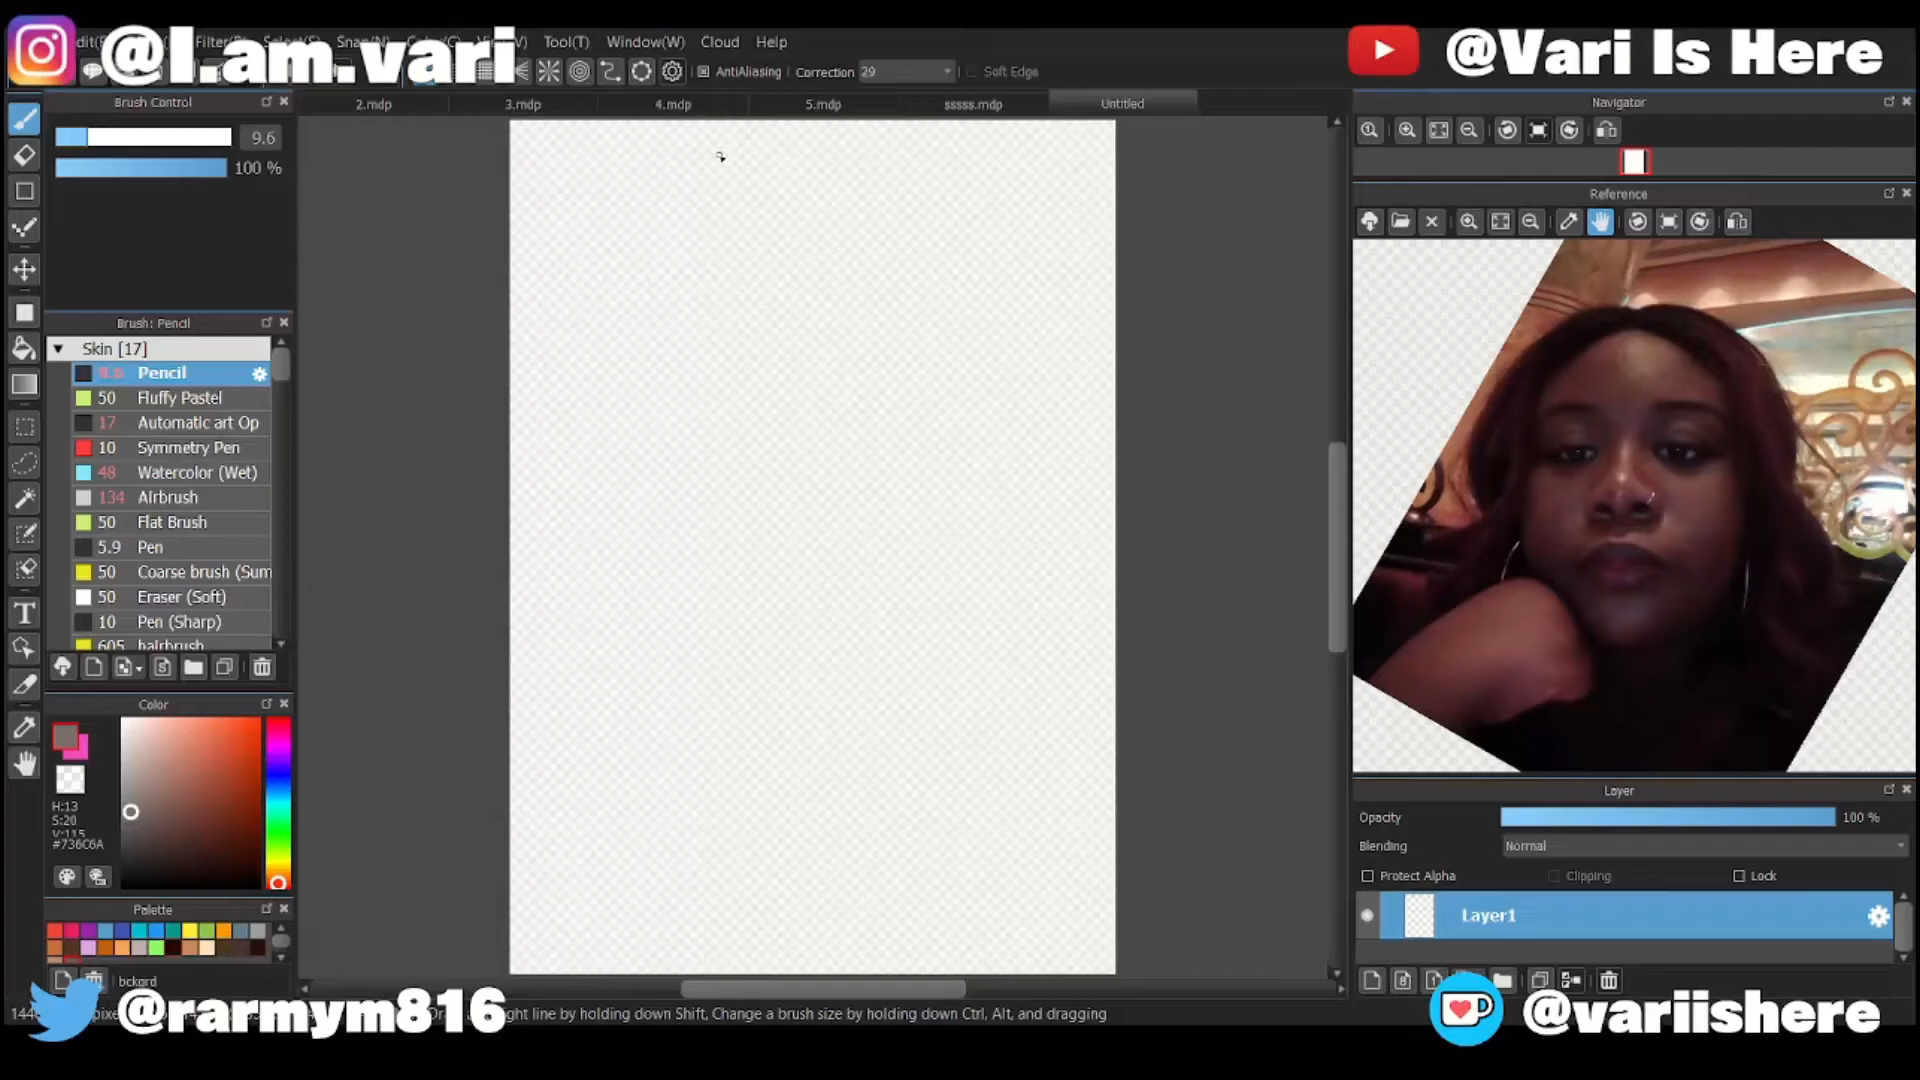 @I.am.vari
@Vari Is Here
Tool(T) Window(W) Cloud Help
AntiAliasing Correction 29 Soft Edge
Brush Control
2.mdp 3.mdp 4.mdp 5.mdp sssss.mdp Untitled
Navigator
9.6
100 %
Reference
Brush: Pencil
Skin [17]
9.6 Pencil
50 Fluffy Pastel
17 Automatic art Op
10 Symmetry Pen
48 Watercolor (Wet)
134 Airbrush
50 Flat Brush
5.9 Pen
50 Coarse brush (Sum
50 Eraser (Soft)
10 Pen (Sharp)
605 hairbrush
Color
H:13
S:20
V:115
#736C6A
Palette
bckgrd
Layer
Opacity 100 %
Blending Normal
Protect Alpha Clipping Lock
Layer1
@rarmym816
line by holding down Shift, Change a brush size by holding down Ctrl, Alt, and dragging
@variishere